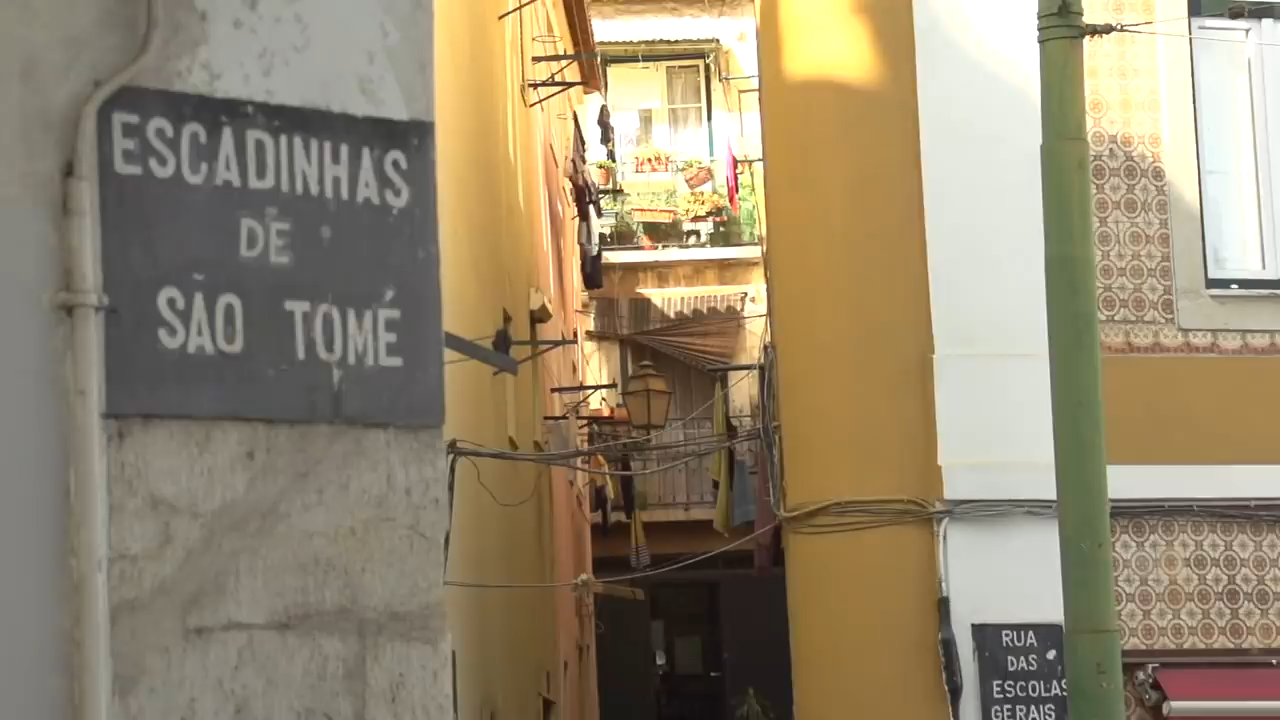 ESCADINHAS
DE
SÃO TOMÉ
RUA
DAS
ESCOLAS
GERAIS